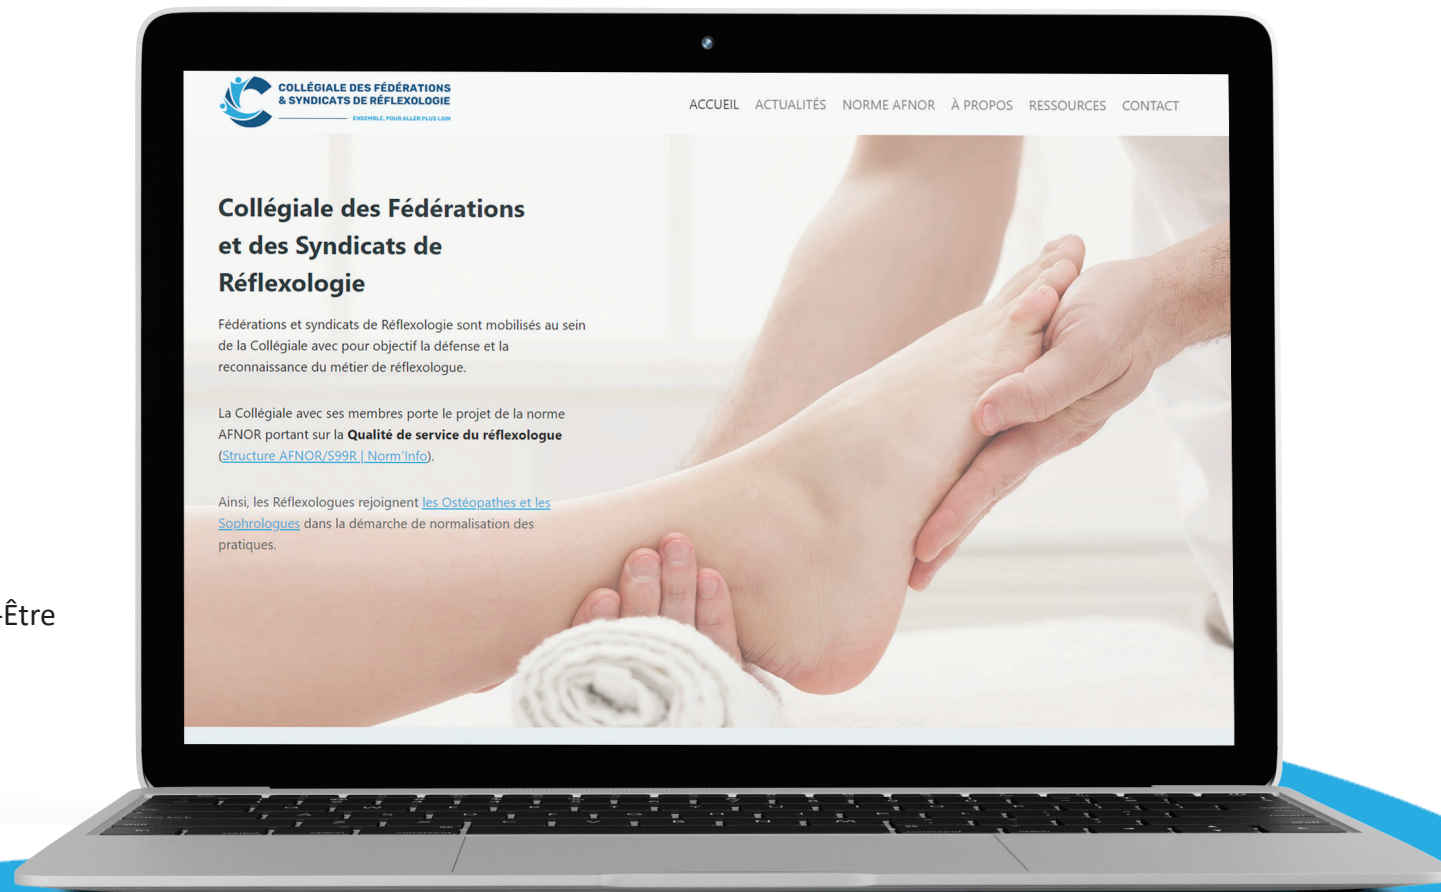 COLLÉGIALE DES FÉDÉRATIONS
& SYNDICATS DE RÉFLEXOLOGIE
ENSEMBLE, POUR ALLER PLUS LOIN
ACCUEIL ACTUALITÉS NORME AFNOR À PROPOS RESSOURCES CONTACT
Collégiale des Fédérations
et des Syndicats de
Réflexologie
Fédérations et syndicats de Réflexologie sont mobilisés au sein
de la Collégiale avec pour objectif la défense et la
reconnaissance du métier de réflexologue.
La Collégiale avec ses membres porte le projet de la norme
AFNOR portant sur la Qualité de service du réflexologue
(Structure AFNOR/S99R | Norm'Info).
Ainsi, les Réflexologues rejoignent les Ostéopathes et les
Sophrologues dans la démarche de normalisation des
pratiques.
-Être